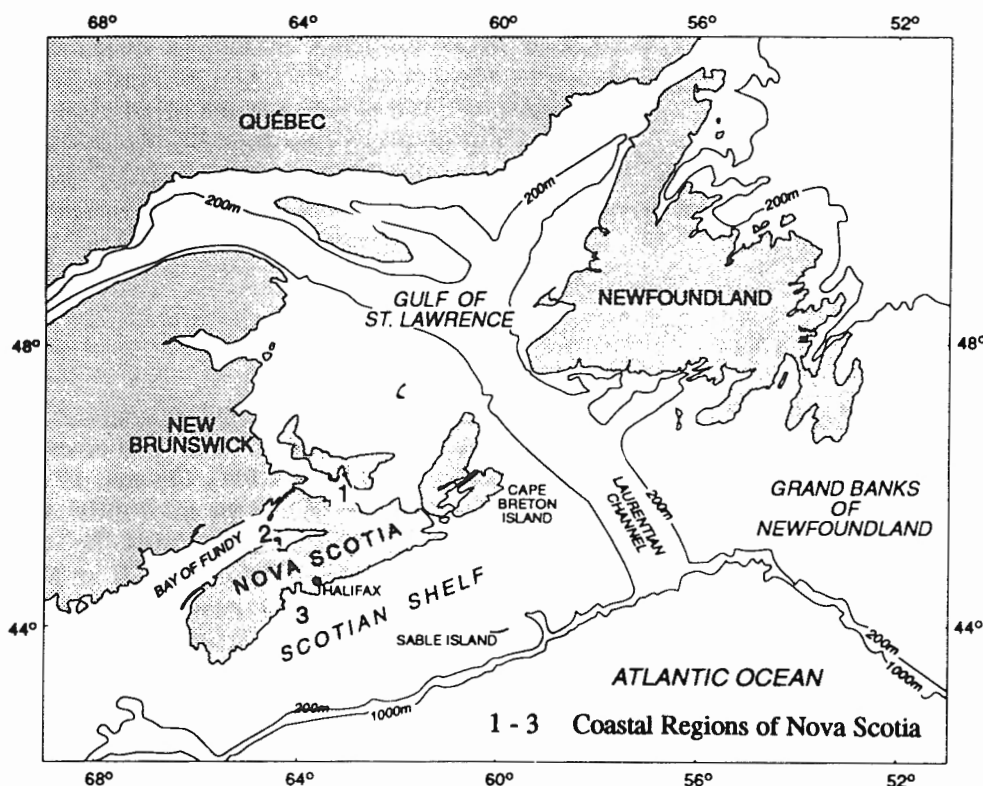 68° 64° 60° 56° 52°
QUÉBEC
200m
200m
200m
GULF OF
ST. LAWRENCE
NEWFOUNDLAND
48°
48°
NEW
BRUNSWICK
1
CAPE
BRETON
ISLAND
LAURENTIAN
CHANNEL
200m
GRAND BANKS
OF
NEWFOUNDLAND
2
BAY OF FUNDY
NOVA SCOTIA
HALIFAX
3
SCOTIAN SHELF
SABLE ISLAND
44°
44°
200m
1000m
ATLANTIC OCEAN
200m
1000m
1 - 3 Coastal Regions of Nova Scotia
68° 64° 60° 56° 52°